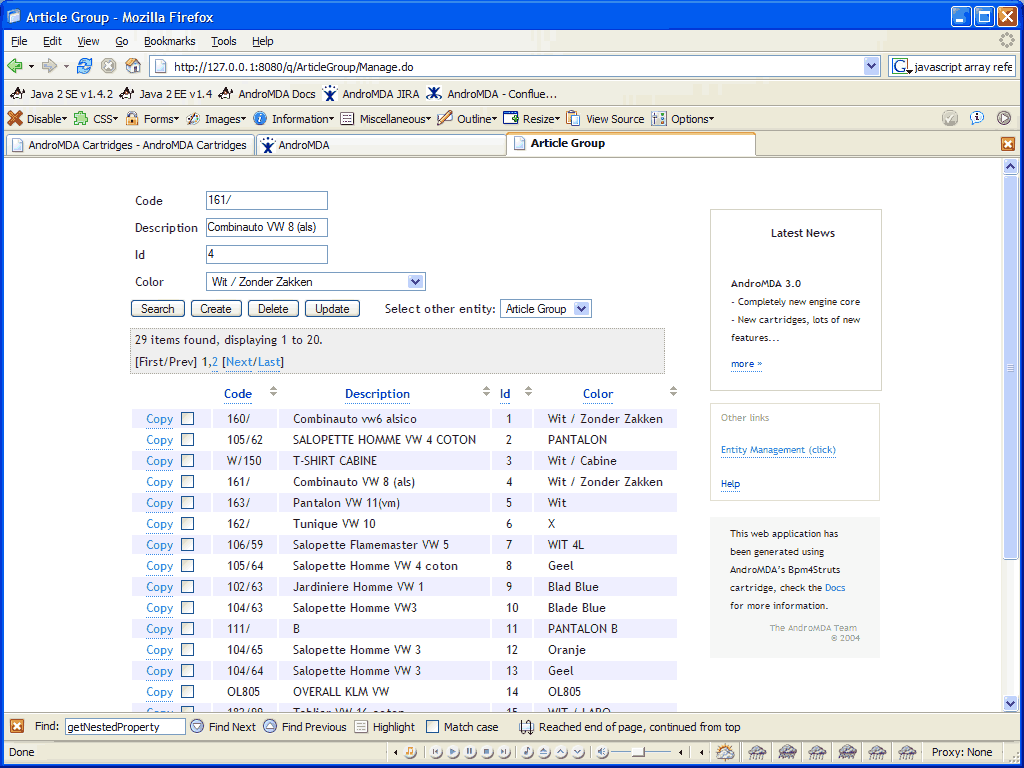 Article Group - Mozilla Firefox
File Edit View Go Bookmarks Tools Help
http://127.0.0.1:8080/q/ArticleGroup/Manage.do javascript array refe
Java 2 SE v1.4.2 Java 2 EE v1.4 AndroMDA Docs AndroMDA JIRA AndroMDA - Conflue...
Disable CSS Forms Images Information Miscellaneous Outline Resize View Source Options
AndroMDA Cartridges - AndroMDA Cartridges AndroMDA Article Group
Code 161/
Description Combinauto VW 8 (als)
Id 4
Color Wit / Zonder Zakken
Search Create Delete Update Select other entity: Article Group
29 items found, displaying 1 to 20.
[First/Prev] 1,2 [Next/Last]
Code Description Id Color
Copy 160/ Combinauto vw6 alsico 1 Wit / Zonder Zakken
Copy 105/62 SALOPETTE HOMME VW 4 COTON 2 PANTALON
Copy W/150 T-SHIRT CABINE 3 Wit / Cabine
Copy 161/ Combinauto VW 8 (als) 4 Wit / Zonder Zakken
Copy 163/ Pantalon VW 11(vm) 5 Wit
Copy 162/ Tunique VW 10 6 X
Copy 106/59 Salopette Flamemaster VW 5 7 WIT 4L
Copy 105/64 Salopette Homme VW 4 coton 8 Geel
Copy 102/63 Jardiniere Homme VW 1 9 Blad Blue
Copy 104/63 Salopette Homme VW3 10 Blade Blue
Copy 111/ B 11 PANTALON B
Copy 104/65 Salopette Homme VW 3 12 Oranje
Copy 104/64 Salopette Homme VW 3 13 Geel
Copy OL805 OVERALL KLM VW 14 OL805
Latest News
AndroMDA 3.0
- Completely new engine core
- New cartridges, lots of new
features...
more »
Other links
Entity Management (click)
Help
This web application has
been generated using
AndroMDA's Bpm4Struts
cartridge, check the Docs
for more information.
The AndroMDA Team
© 2004
Find: getNestedProperty Find Next Find Previous Highlight Match case Reached end of page, continued from top
Done Proxy: None